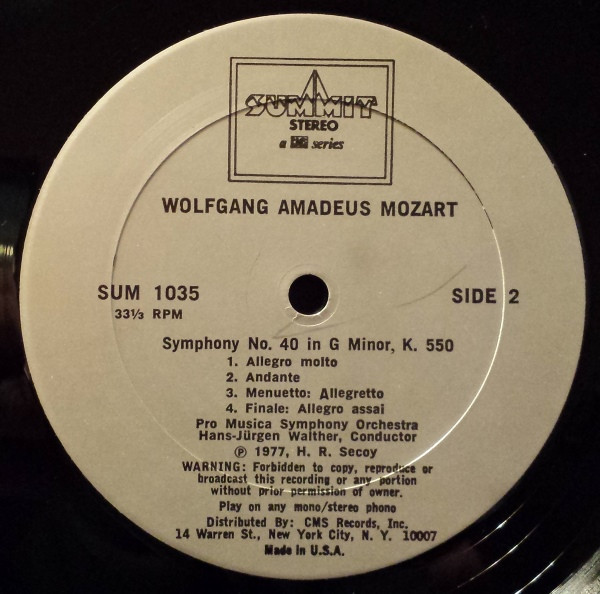 SUMMIT
STEREO
a CMS series
WOLFGANG AMADEUS MOZART
SUM 1035
33⅓ RPM
SIDE 2
Symphony No. 40 in G Minor, K. 550
1. Allegro molto
2. Andante
3. Menuetto: Allegretto
4. Finale: Allegro assai
Pro Musica Symphony Orchestra
Hans-Jürgen Walther, Conductor
℗ 1977, H. R. Secoy
WARNING: Forbidden to copy, reproduce or
broadcast this recording or any portion
without prior permission of owner.
Play on any mono/stereo phono
Distributed By: CMS Records, Inc.
14 Warren St., New York City, N. Y. 10007
Made in U.S.A.